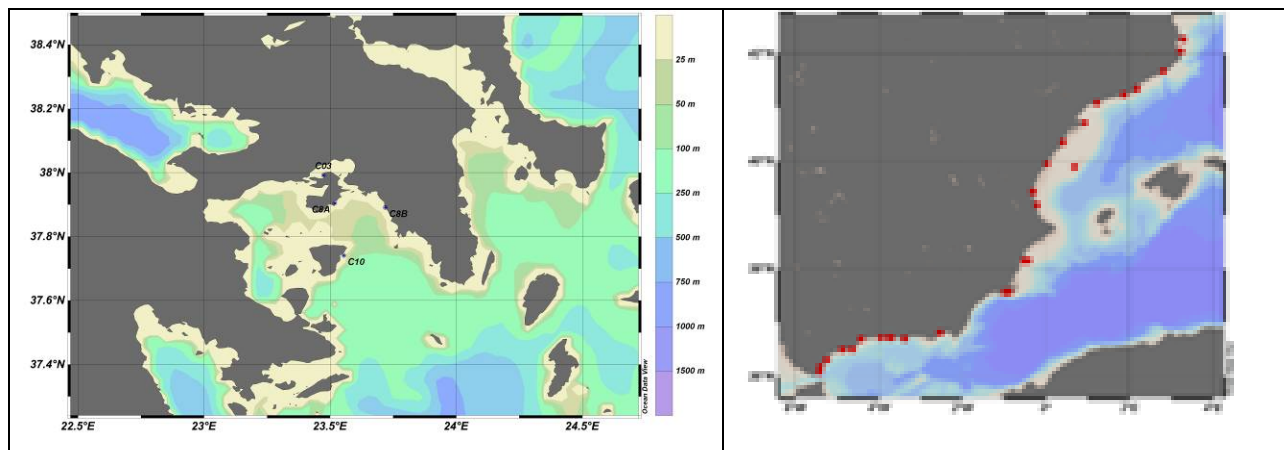 38.4°N
25 m
38.2°N
50 m
100 m
38°N
C03
250 m
C8A
C8B
500 m
37.8°N
C10
750 m
37.6°N
1000 m
37.4°N
1500 m
Ocean Data View
22.5°E
23°E
23.5°E
24°E
24.5°E